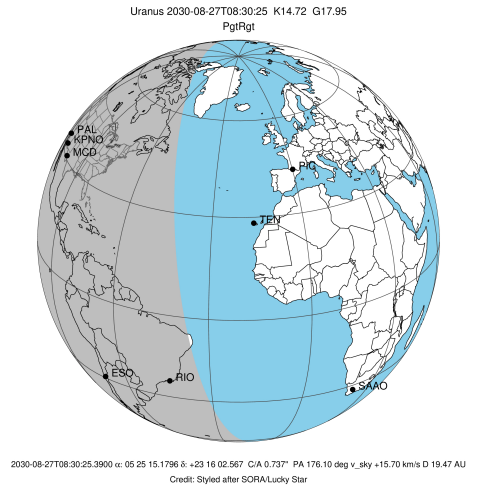 Uranus 2030-08-27T08:30:25 K14.72 G17.95
PgtRgt
PAL
KPNO
MCD
PIC
TEN
ESO
RIO
SAAO
2030-08-27T08:30:25.3900 α: 05 25 15.1796 δ: +23 16 02.567 C/A 0.737" PA 176.10 deg v_sky +15.70 km/s D 19.47 AU
Credit: Styled after SORA/Lucky Star